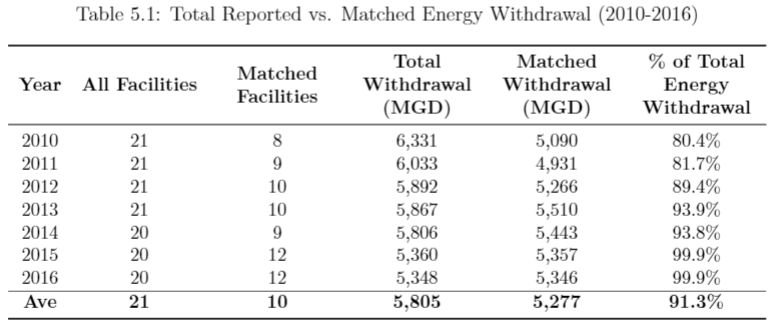 Table 5.1: Total Reported vs. Matched Energy Withdrawal (2010-2016)
Year All Facilities Matched Facilities Total Withdrawal (MGD) Matched Withdrawal (MGD) % of Total Energy Withdrawal
2010 21 8 6,331 5,090 80.4%
2011 21 9 6,033 4,931 81.7%
2012 21 10 5,892 5,266 89.4%
2013 21 10 5,867 5,510 93.9%
2014 20 9 5,806 5,443 93.8%
2015 20 12 5,360 5,357 99.9%
2016 20 12 5,348 5,346 99.9%
Ave 21 10 5,805 5,277 91.3%